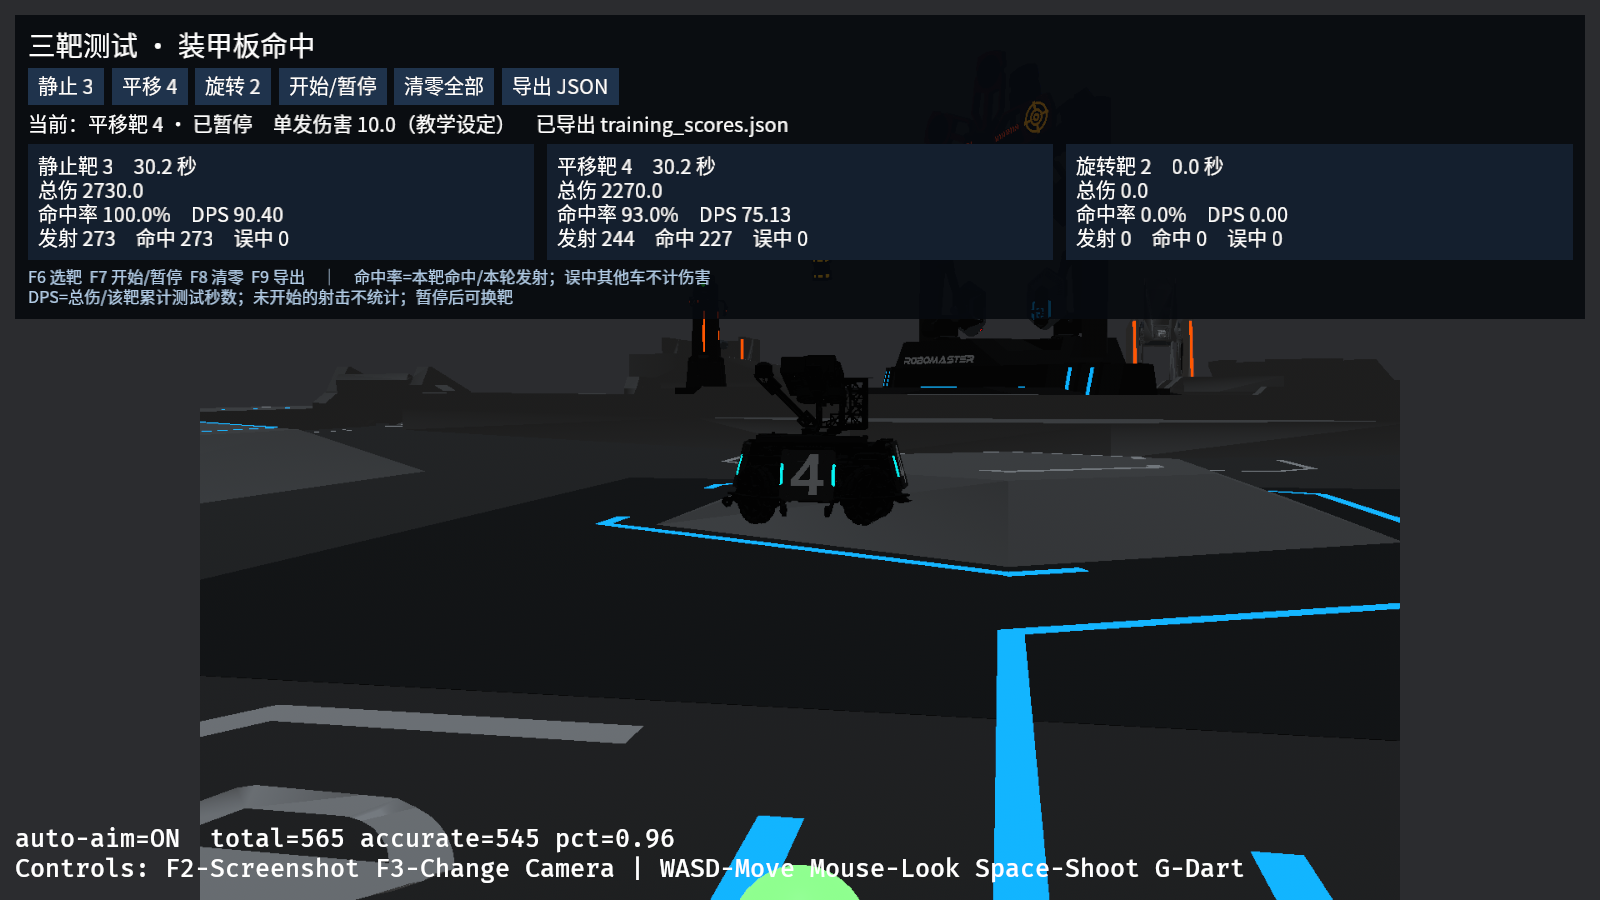 三靶测试 · 装甲板命中
静止 3 平移 4 旋转 2 开始/暂停 清零全部 导出 JSON
当前：平移靶 4 · 已暂停 单发伤害 10.0（教学设定） 已导出 training_scores.json
静止靶 3 30.2 秒
总伤 2730.0
命中率 100.0% DPS 90.40
发射 273 命中 273 误中 0
平移靶 4 30.2 秒
总伤 2270.0
命中率 93.0% DPS 75.13
发射 244 命中 227 误中 0
旋转靶 2 0.0 秒
总伤 0.0
命中率 0.0% DPS 0.00
发射 0 命中 0 误中 0
F6 选靶 F7 开始/暂停 F8 清零 F9 导出 | 命中率=本靶命中/本轮发射；误中其他车不计伤害
DPS=总伤/该靶累计测试秒数；未开始的射击不统计；暂停后可换靶
ROBOMASTER
4
auto-aim=ON total=565 accurate=545 pct=0.96
Controls: F2-Screenshot F3-Change Camera | WASD-Move Mouse-Look Space-Shoot G-Dart